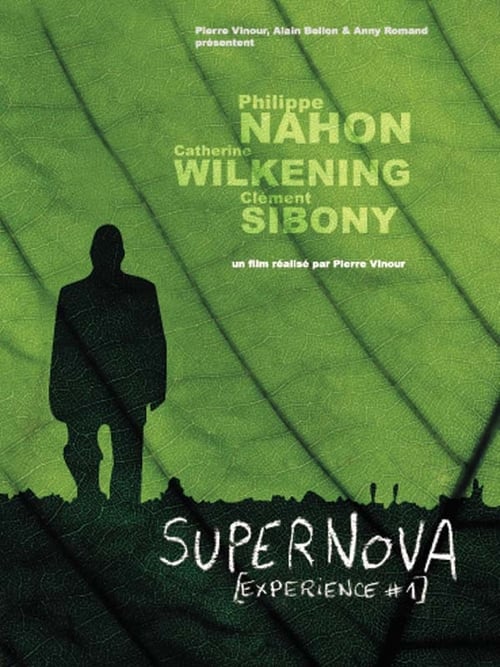 Pierre Vinour, Alain Bellon & Anny Romand
présentent
Philippe
NAHON
Catherine
WILKENING
Clément
SIBONY
un film réalisé par Pierre Vinour
SUPERNOVA
[EXPERIENCE #1]